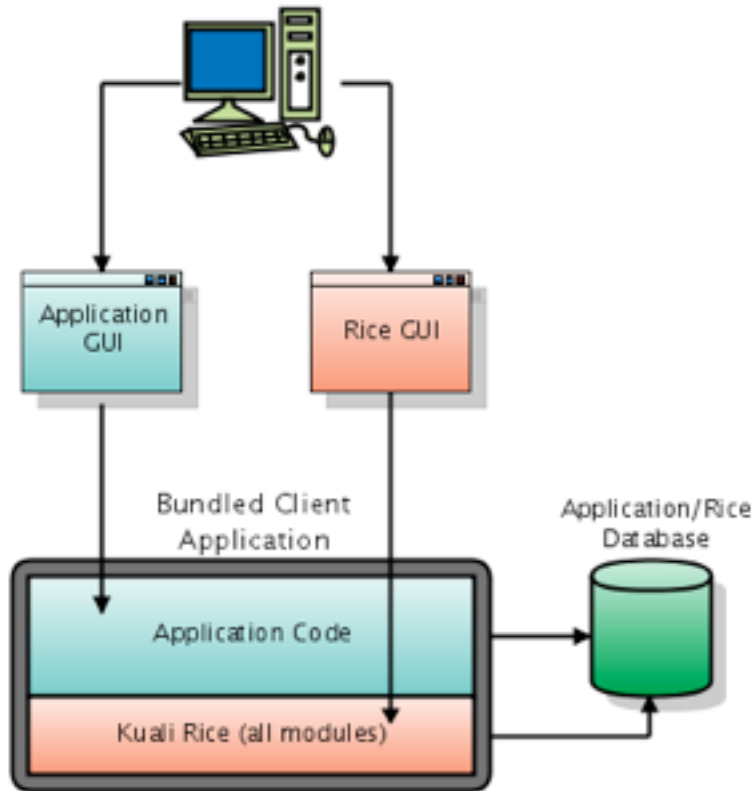 Application
GUI
Rice GUI
Bundled Client
Application
Application/Rice
Database
Application Code
Kuali Rice (all modules)